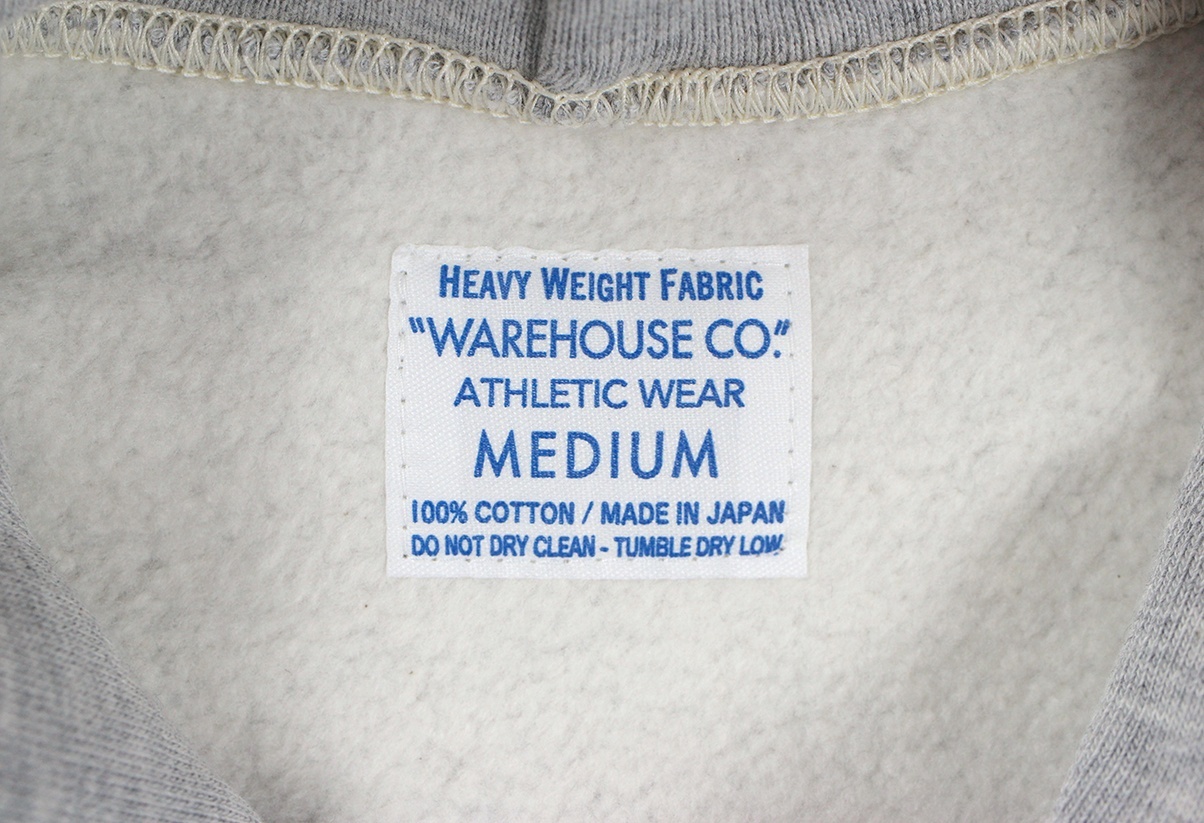 HEAVY WEIGHT FABRIC
"WAREHOUSE CO."
ATHLETIC WEAR
MEDIUM
100% COTTON / MADE IN JAPAN
DO NOT DRY CLEAN - TUMBLE DRY LOW.